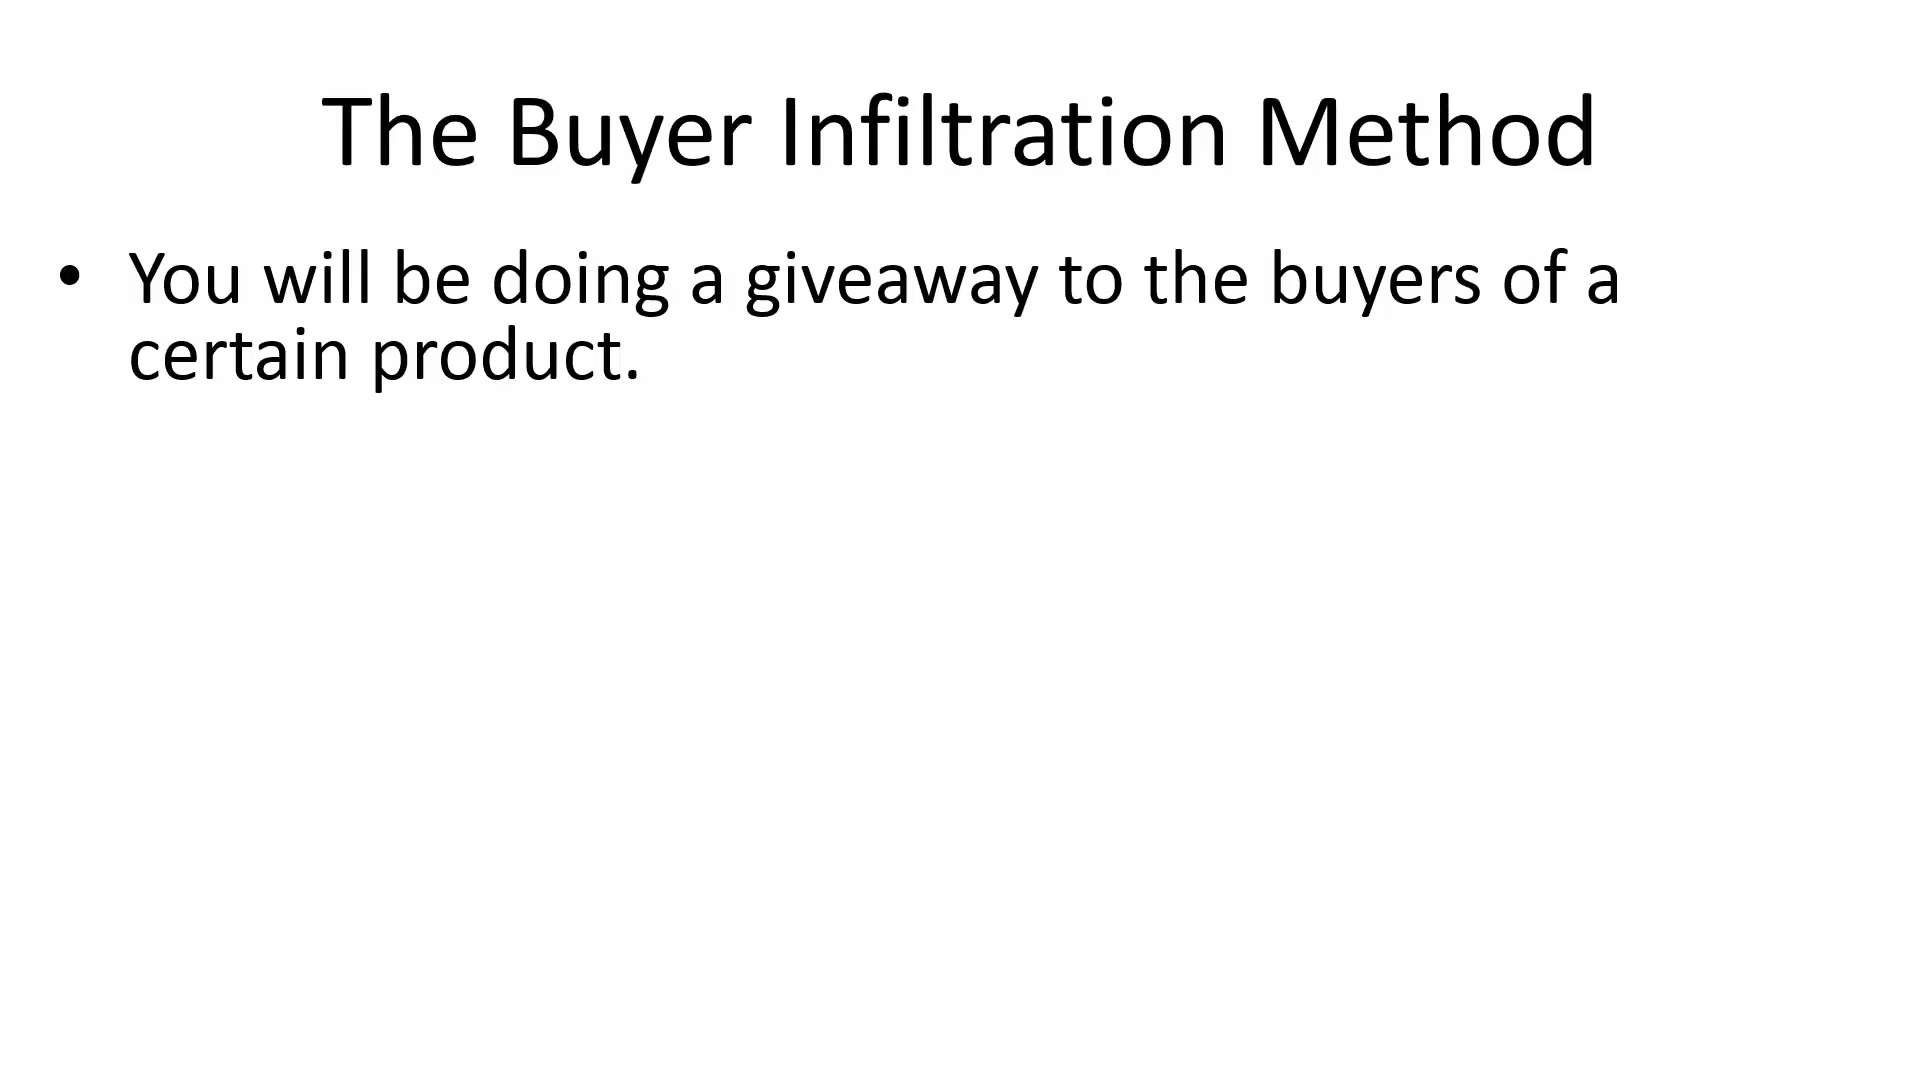 The Buyer Infiltration Method
• You will be doing a giveaway to the buyers of a
certain product.